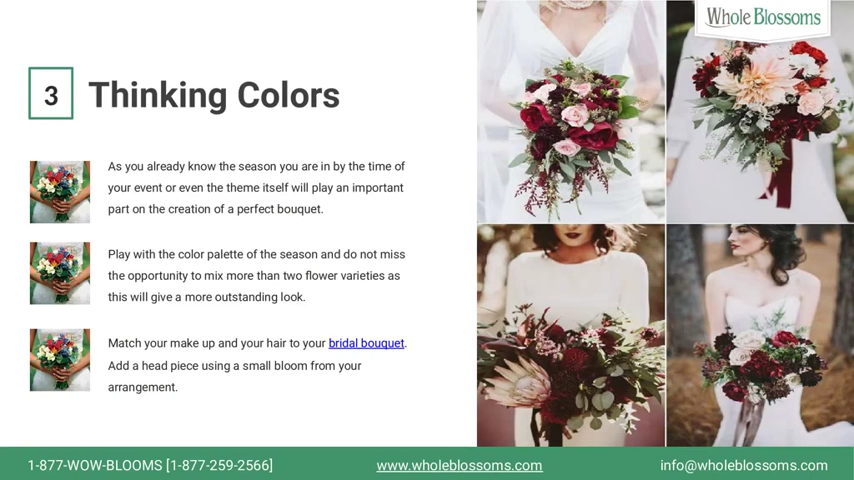 Whole Blossoms
3
Thinking Colors
As you already know the season you are in by the time of
your event or even the theme itself will play an important
part on the creation of a perfect bouquet.
Play with the color palette of the season and do not miss
the opportunity to mix more than two flower varieties as
this will give a more outstanding look.
Match your make up and your hair to your bridal bouquet.
Add a head piece using a small bloom from your
arrangement.
1-877-WOW-BLOOMS [1-877-259-2566]
www.wholeblossoms.com
info@wholeblossoms.com